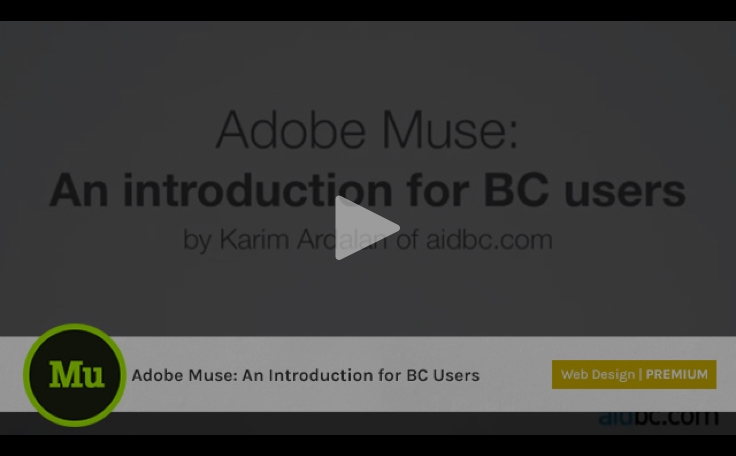 Adobe Muse:
An introduction for BC users
by Karim Ardalan of aidbc.com
Mu
Adobe Muse: An Introduction for BC Users
Web Design | PREMIUM
aidbc.com